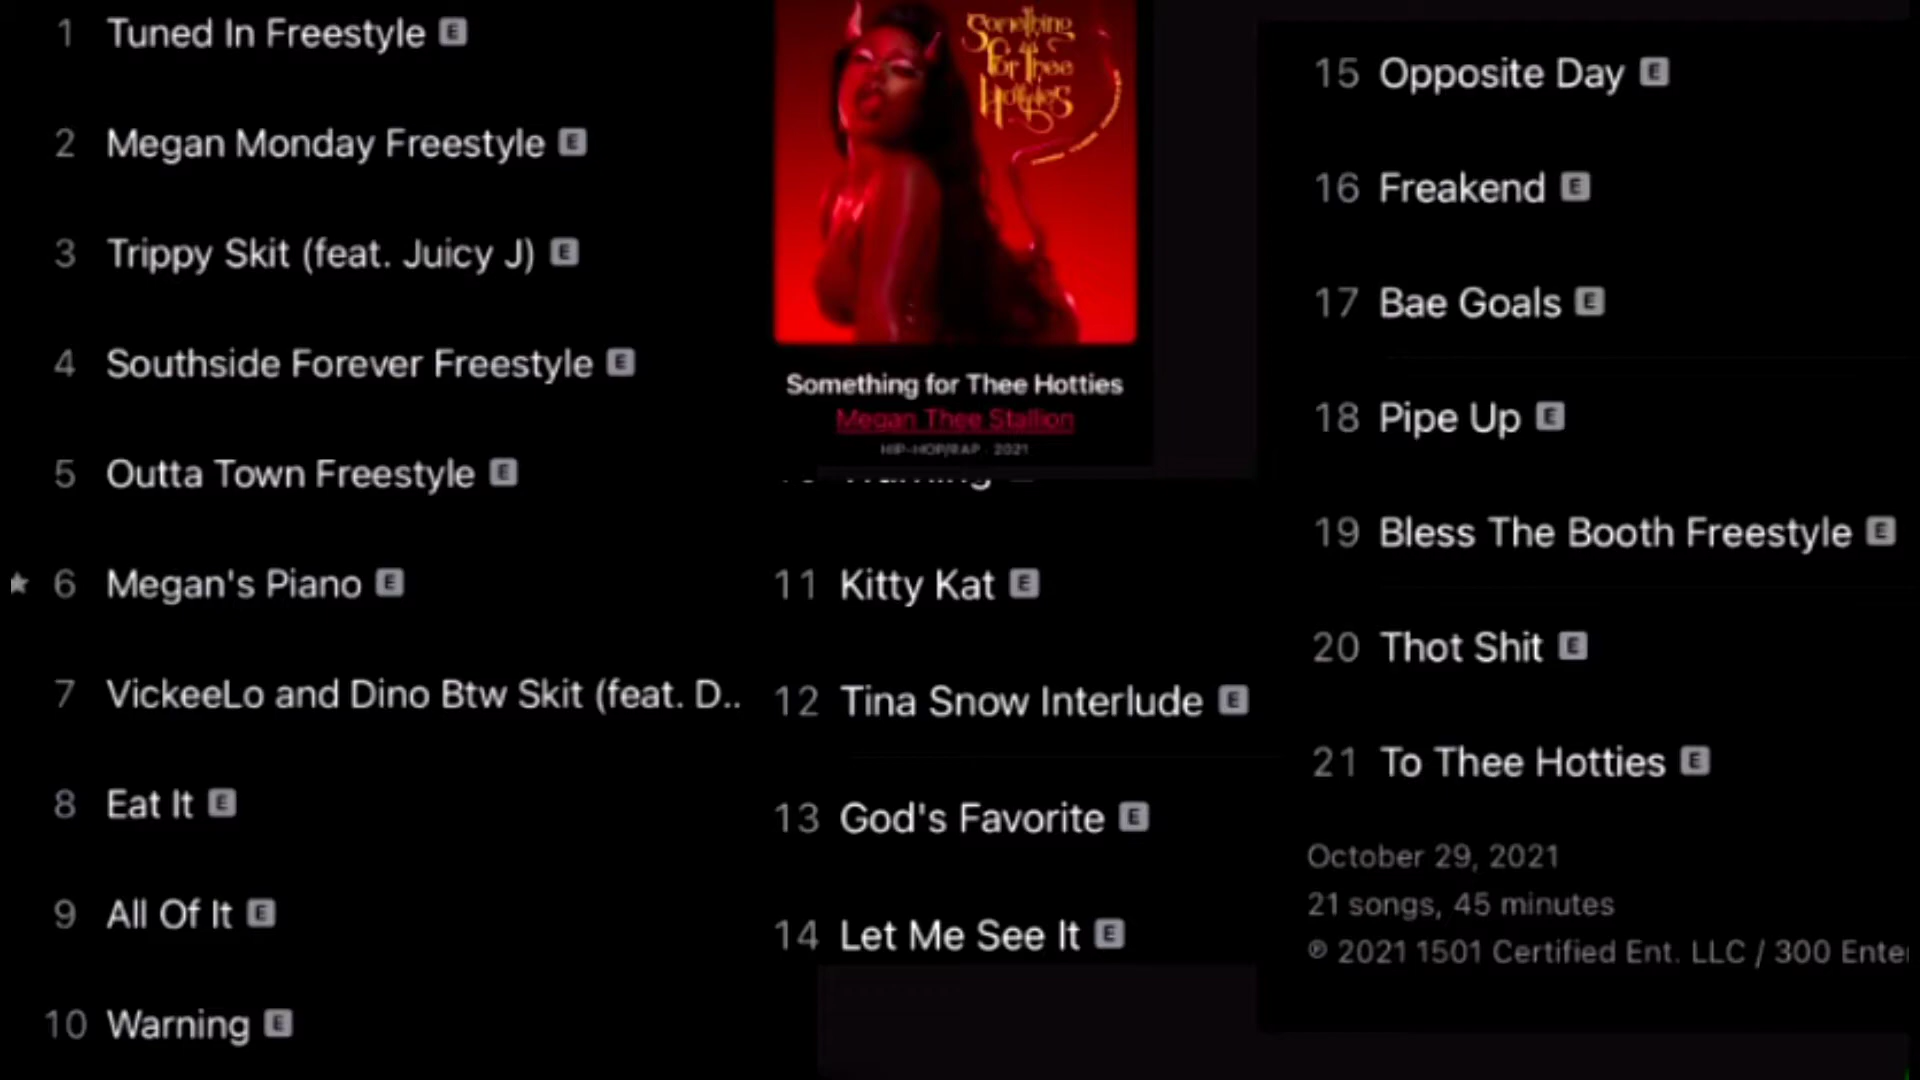 1 Tuned In Freestyle E
2 Megan Monday Freestyle E
3 Trippy Skit (feat. Juicy J) E
4 Southside Forever Freestyle E
5 Outta Town Freestyle E
6 Megan's Piano E
7 VickeeLo and Dino Btw Skit (feat. D..
8 Eat It E
9 All Of It E
10 Warning E
Something
for Thee
Hotties
Something for Thee Hotties
Megan Thee Stallion
HIP-HOP/RAP · 2021
10 Warning E
11 Kitty Kat E
12 Tina Snow Interlude E
13 God's Favorite E
14 Let Me See It E
15 Opposite Day E
16 Freakend E
17 Bae Goals E
18 Pipe Up E
19 Bless The Booth Freestyle E
20 Thot Shit E
21 To Thee Hotties E
October 29, 2021
21 songs, 45 minutes
℗ 2021 1501 Certified Ent. LLC / 300 Enter